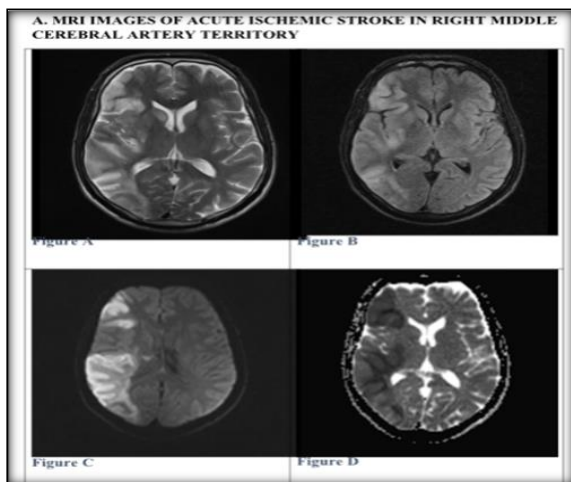 A. MRI IMAGES OF ACUTE ISCHEMIC STROKE IN RIGHT MIDDLE
CEREBRAL ARTERY TERRITORY
Figure A
Figure B
Figure C
Figure D